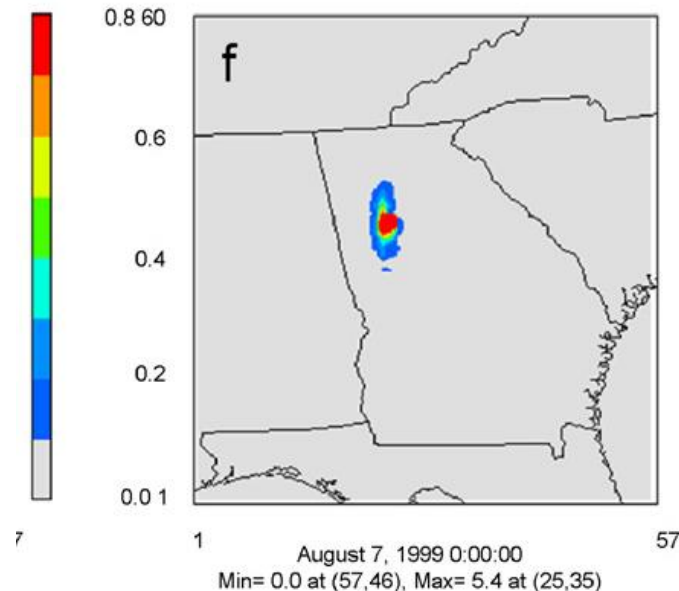 0.8 60
f
0.6
0.4
0.2
0.0 1
7 1 57
August 7, 1999 0:00:00
Min= 0.0 at (57,46), Max= 5.4 at (25,35)